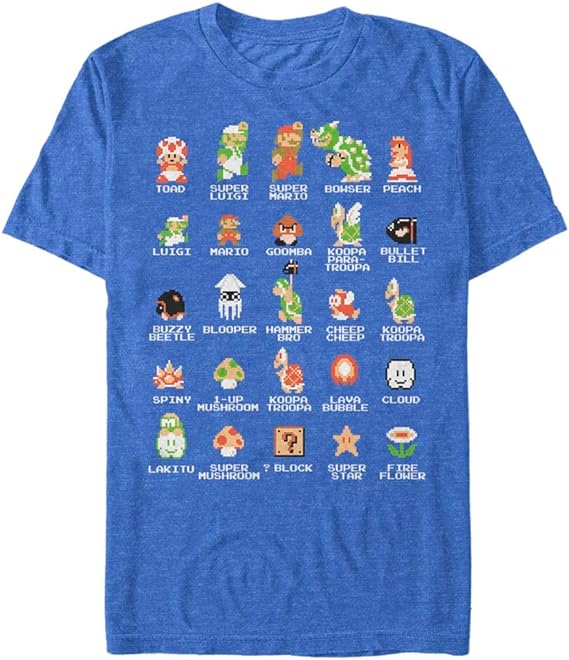 TOAD
SUPER LUIGI
SUPER MARIO
BOWSER
PEACH
LUIGI
MARIO
GOOMBA
KOOPA PARA-TROOPA
BULLET BILL
BUZZY BEETLE
BLOOPER
HAMMER BRO
CHEEP CHEEP
KOOPA TROOPA
SPINY
1-UP MUSHROOM
KOOPA TROOPA
LAVA BUBBLE
CLOUD
LAKITU
SUPER MUSHROOM
? BLOCK
?
SUPER STAR
FIRE FLOWER